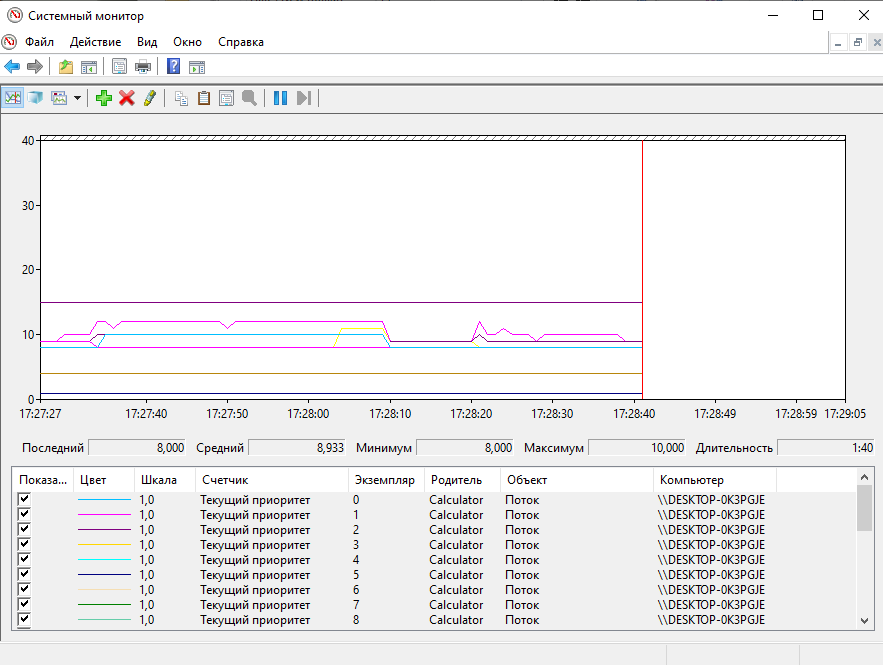 Системный монитор
Файл Действие Вид Окно Справка
40
30
20
10
0
17:27:27 17:27:40 17:27:50 17:28:00 17:28:10 17:28:20 17:28:30 17:28:40 17:28:49 17:28:59 17:29:05
Последний 8,000 Средний 8,933 Минимум 8,000 Максимум 10,000 Длительность 1:40
Показа... Цвет Шкала Счетчик Экземпляр Родитель Объект Компьютер
1,0 Текущий приоритет 0 Calculator Поток \\DESKTOP-0K3PGJE
1,0 Текущий приоритет 1 Calculator Поток \\DESKTOP-0K3PGJE
1,0 Текущий приоритет 2 Calculator Поток \\DESKTOP-0K3PGJE
1,0 Текущий приоритет 3 Calculator Поток \\DESKTOP-0K3PGJE
1,0 Текущий приоритет 4 Calculator Поток \\DESKTOP-0K3PGJE
1,0 Текущий приоритет 5 Calculator Поток \\DESKTOP-0K3PGJE
1,0 Текущий приоритет 6 Calculator Поток \\DESKTOP-0K3PGJE
1,0 Текущий приоритет 7 Calculator Поток \\DESKTOP-0K3PGJE
1,0 Текущий приоритет 8 Calculator Поток \\DESKTOP-0K3PGJE